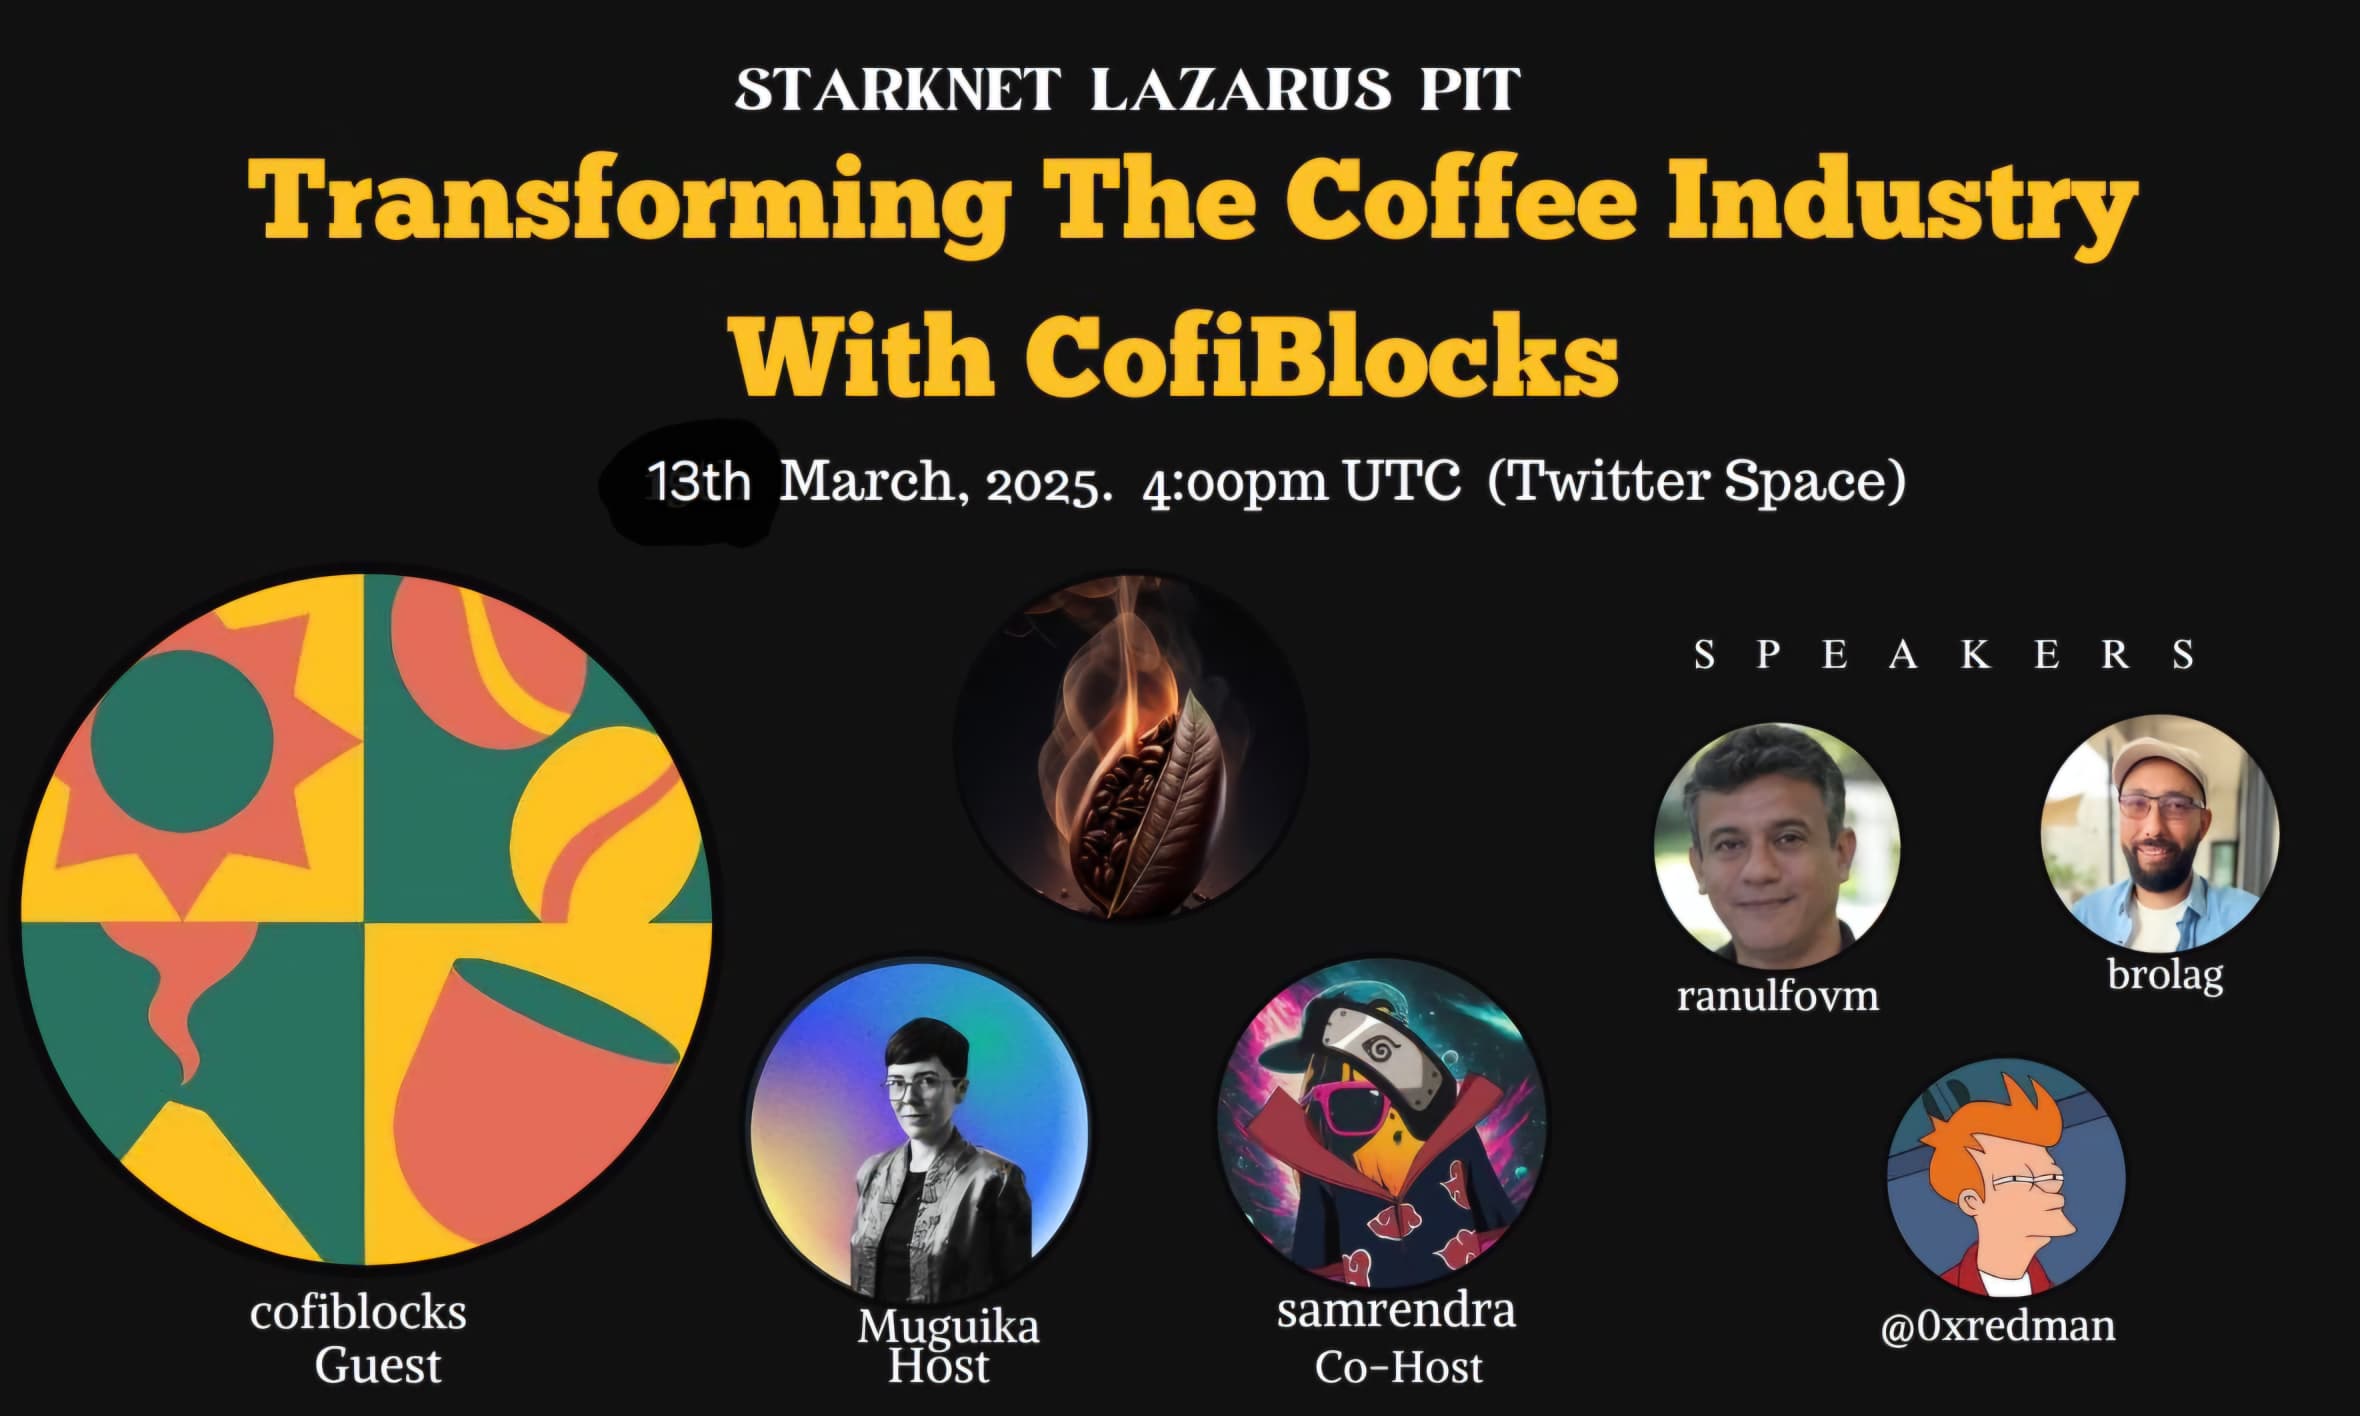 STARKNET LAZARUS PIT
Transforming The Coffee Industry
With CofiBlocks
13th March, 2025. 4:00pm UTC (Twitter Space)
SPEAKERS
ranulfovm
brolag
cofiblocks
Guest
Muguika
Host
samrendra
Co-Host
@0xredman